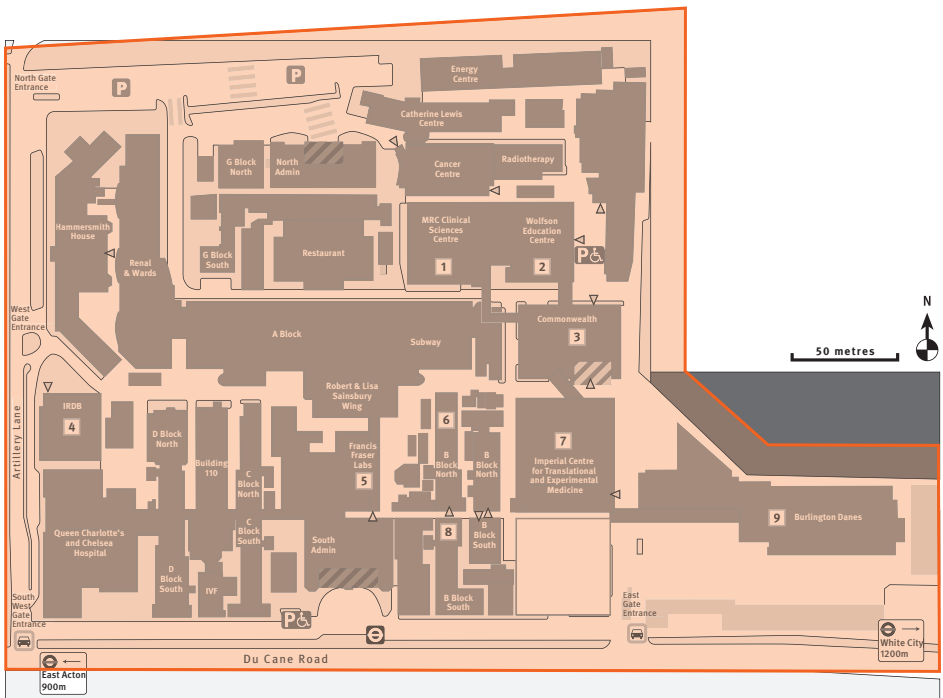 North Gate
Entrance
P
P
Energy
Centre
Catherine Lewis
Centre
G Block
North
North
Admin
Cancer
Centre
Radiotherapy
Hammersmith
House
Renal
& Wards
G Block
South
Restaurant
MRC Clinical
Sciences
Centre
1
Wolfson
Education
Centre
2
P
West
Gate
Entrance
A Block
Subway
Commonwealth
3
N
50 metres
Robert & Lisa
Sainsbury
Wing
IRDB
4
Artillery Lane
D Block
North
Building
110
C
Block
North
Francis
Fraser
Labs
5
6
B
Block
North
B
Block
North
7
Imperial Centre
for Translational
and Experimental
Medicine
9
Burlington Danes
Queen Charlotte's
and Chelsea
Hospital
C
Block
South
South
Admin
8
B
Block
South
D
Block
South
IVF
B Block
South
South
West
Gate
Entrance
P
East
Gate
Entrance
White City
1200m
Du Cane Road
East Acton
900m